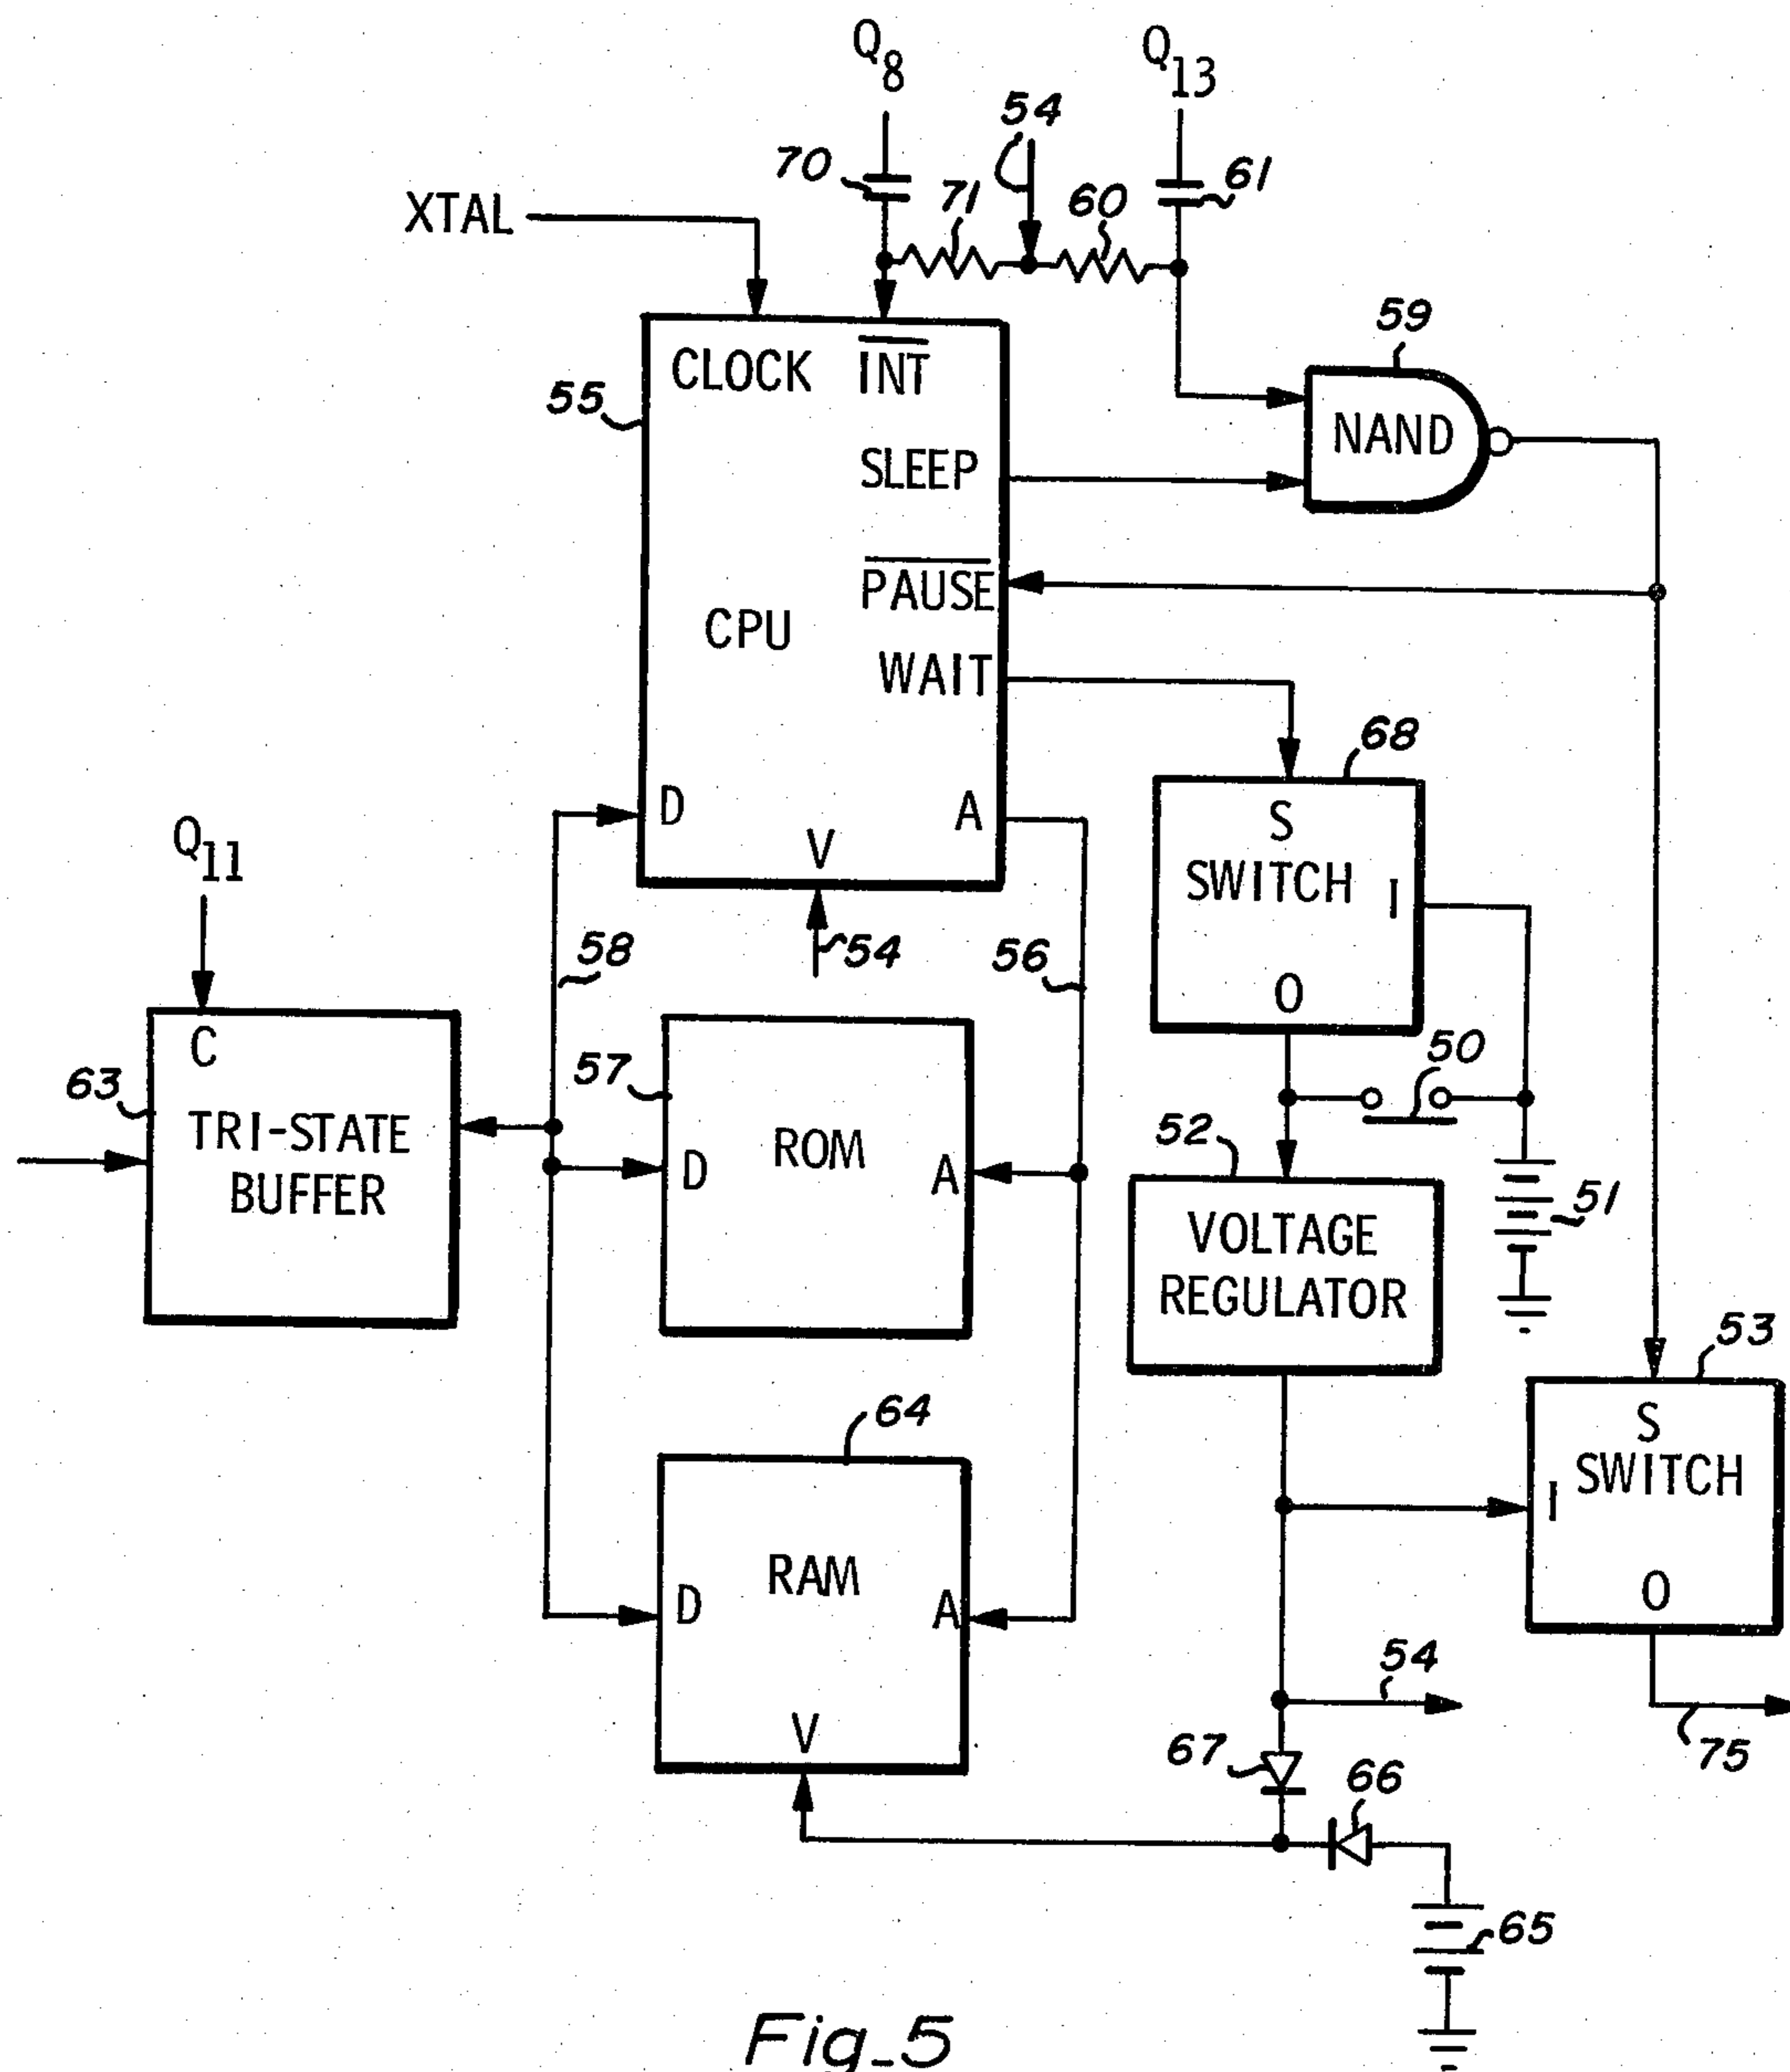 Q8
Q13
54
70
71
60
61
XTAL
59
CLOCK
INT
NAND
55
SLEEP
PAUSE
CPU
WAIT
68
D
A
V
S
SWITCH
I
O
Q11
58
54
56
50
C
63
TRI-STATE
BUFFER
57
D
ROM
A
52
VOLTAGE
REGULATOR
51
53
S
SWITCH
I
O
64
RAM
D
A
V
54
75
67
66
65
Fig_5